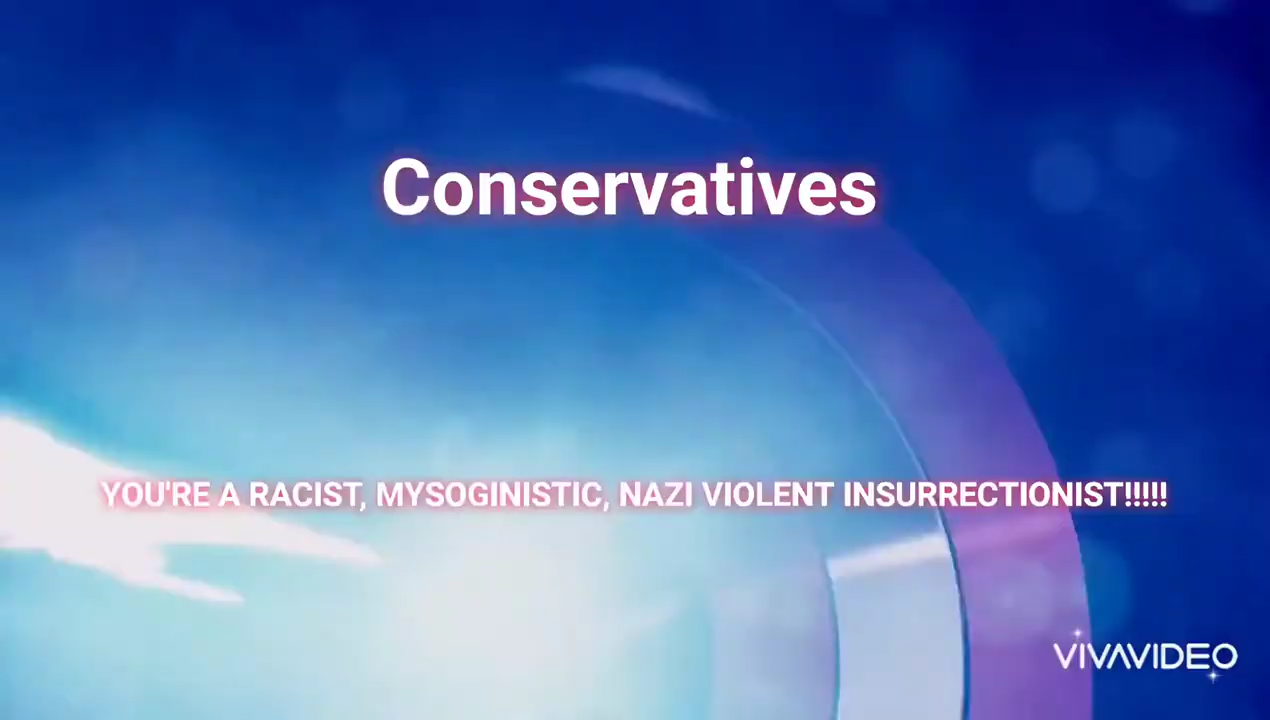 Conservatives
YOU'RE A RACIST, MYSOGINISTIC, NAZI VIOLENT INSURRECTIONIST!!!!!
VIVAVIDEO